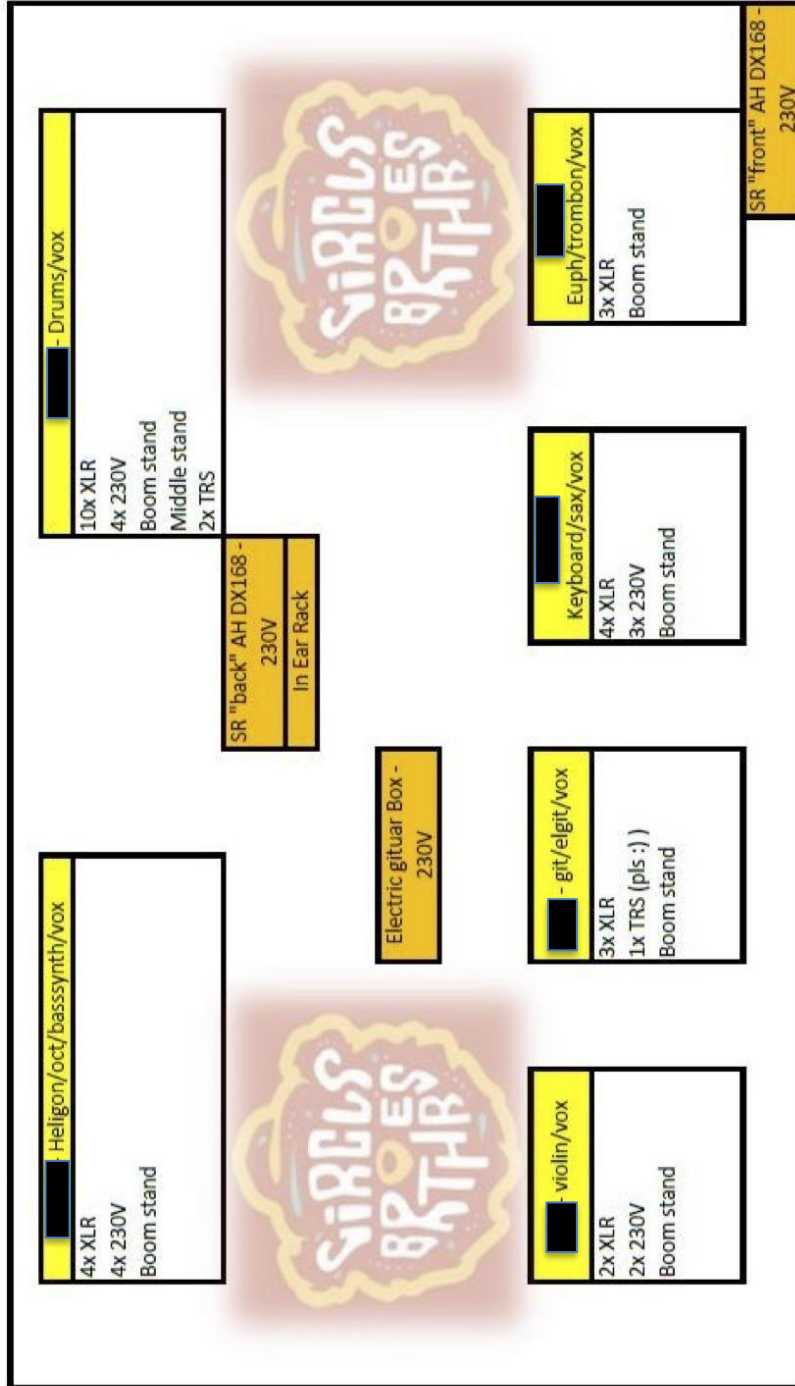 - Heligon/oct/basssynth/vox
4x XLR
4x 230V
Boom stand
- Drums/vox
10x XLR
4x 230V
Boom stand
Middle stand
2x TRS
SR "back" AH DX168 -
230V
In Ear Rack
Electric gituar Box -
230V
- violin/vox
2x XLR
2x 230V
Boom stand
- git/elgit/vox
3x XLR
1x TRS (pls :) )
Boom stand
Keyboard/sax/vox
4x XLR
3x 230V
Boom stand
Euph/trombon/vox
3x XLR
Boom stand
SR "front" AH DX168 -
230V